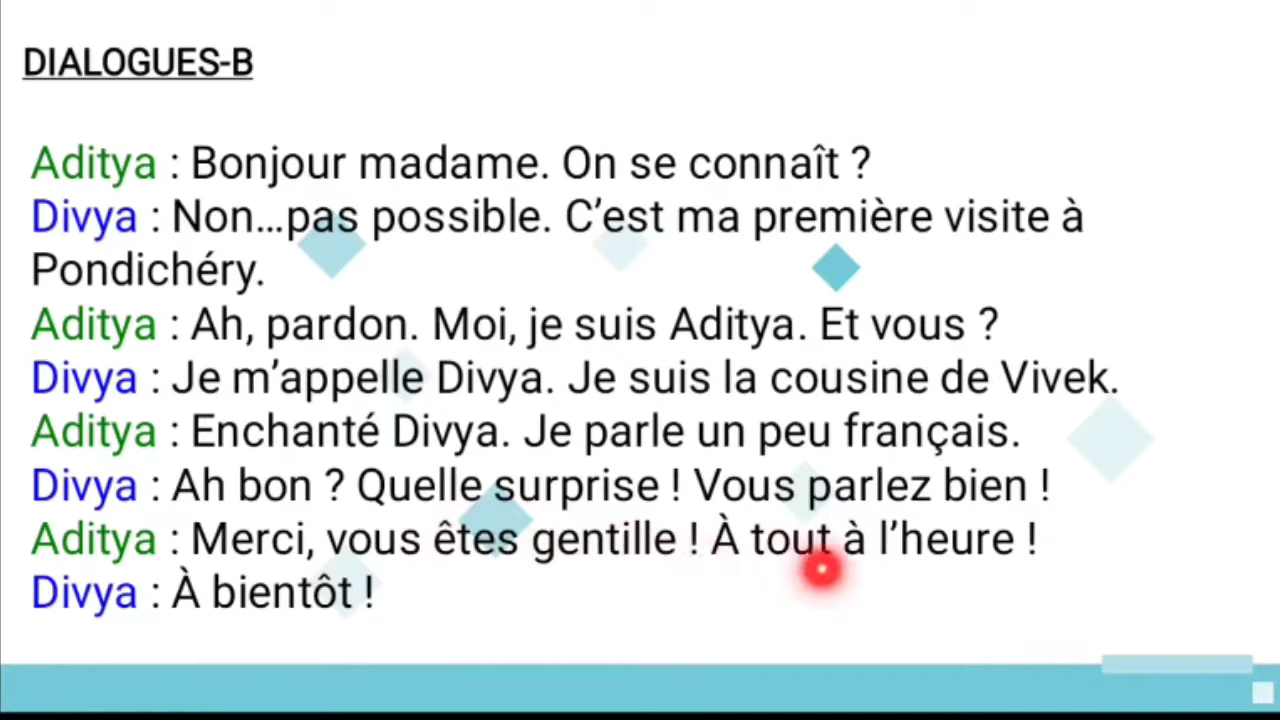 DIALOGUES-B
Aditya : Bonjour madame. On se connaît ?
Divya : Non...pas possible. C’est ma première visite à
Pondichéry.
Aditya : Ah, pardon. Moi, je suis Aditya. Et vous ?
Divya : Je m’appelle Divya. Je suis la cousine de Vivek.
Aditya : Enchanté Divya. Je parle un peu français.
Divya : Ah bon ? Quelle surprise ! Vous parlez bien !
Aditya : Merci, vous êtes gentille ! À tout à l’heure !
Divya : À bientôt !